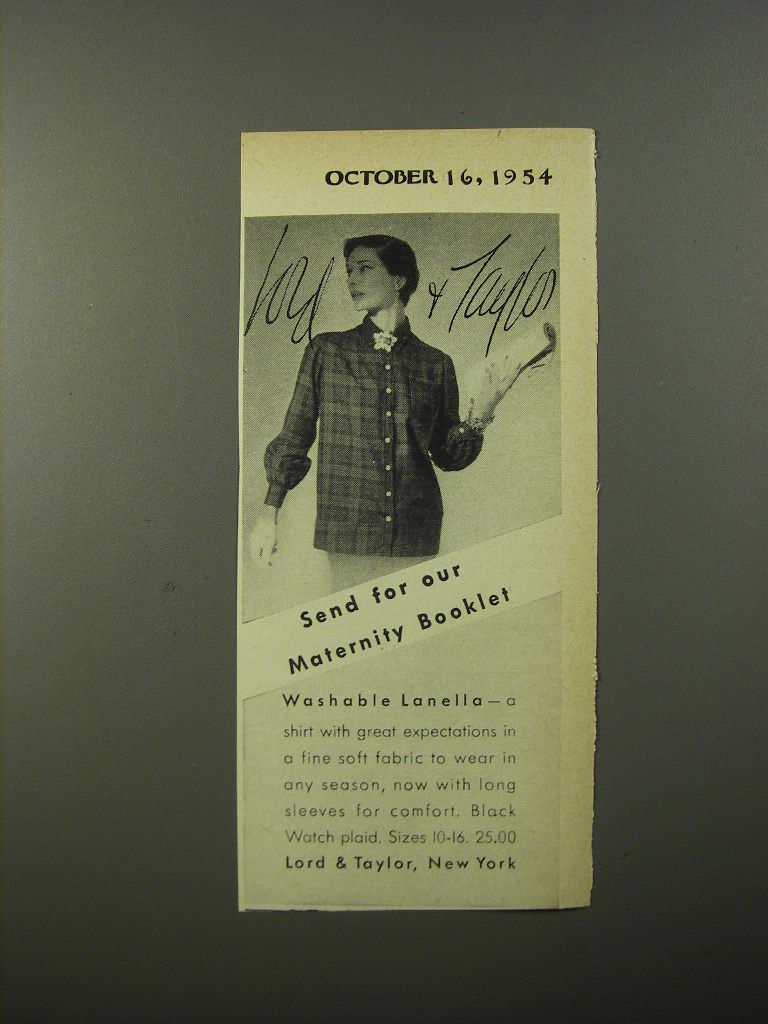 OCTOBER 16, 1954
Lord & Taylor
Send for our
Maternity Booklet
Washable Lanella — a
shirt with great expectations in
a fine soft fabric to wear in
any season, now with long
sleeves for comfort. Black
Watch plaid. Sizes 10-16. 25.00
Lord & Taylor, New York